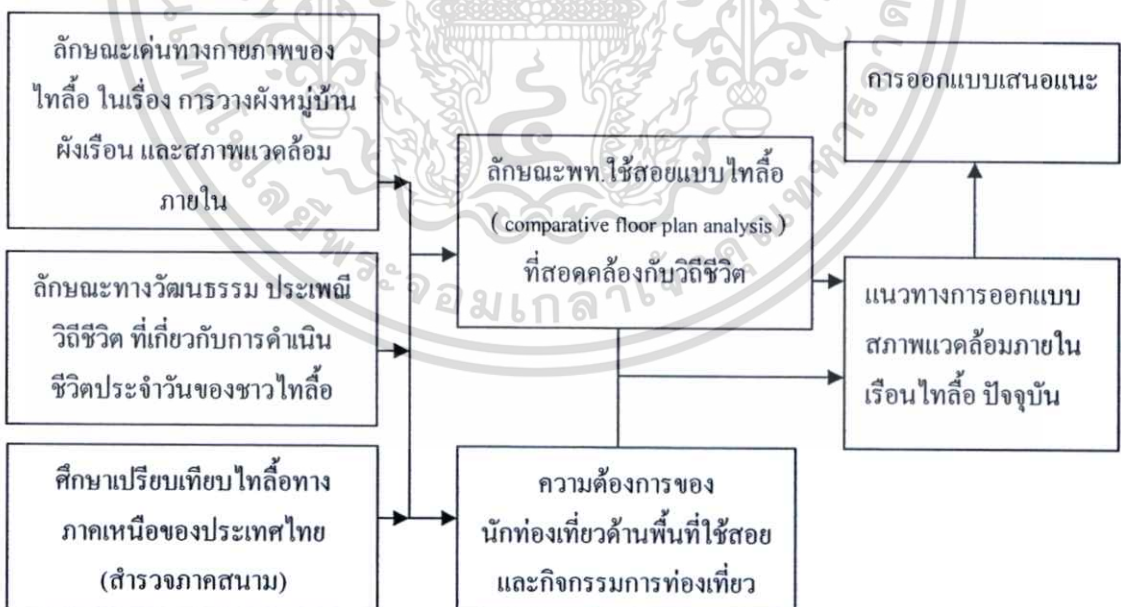 ลักษณะเด่นทางกายภาพของ
ไทลื้อ ในเรื่อง การวางผังหมู่บ้าน
ผังเรือน และสภาพแวดล้อม
ภายใน
ลักษณะทางวัฒนธรรม ประเพณี
วิถีชีวิต ที่เกี่ยวกับการดำเนิน
ชีวิตประจำวันของชาวไทลื้อ
ศึกษาเปรียบเทียบไทลื้อทาง
ภาคเหนือของประเทศไทย
(สำรวจภาคสนาม)
ลักษณะพท.ใช้สอยแบบไทลื้อ
( comparative floor plan analysis )
ที่สอดคล้องกับวิถีชีวิต
ความต้องการของ
นักท่องเที่ยวด้านพื้นที่ใช้สอย
และกิจกรรมการท่องเที่ยว
การออกแบบเสนอแนะ
แนวทางการออกแบบ
สภาพแวดล้อมภายใน
เรือนไทลื้อ ปัจจุบัน